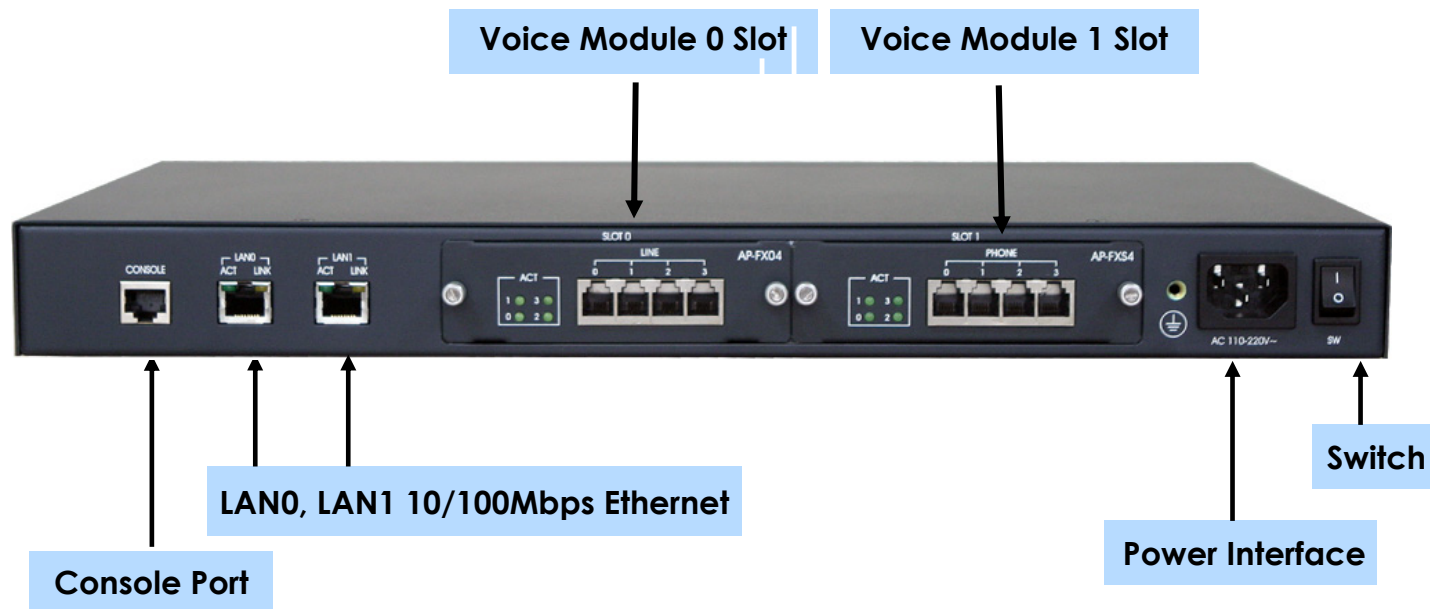 Voice Module 0 Slot
Voice Module 1 Slot
SLOT 0
SLOT 1
CONSOLE
LAN0
ACT LINK
LAN1
ACT LINK
LINE
0 1 2 3
AP-FXO4
ACT
1 3
0 2
PHONE
0 1 2 3
AP-FXS4
ACT
1 3
0 2
AC 110-220V~
I
O
SW
LAN0, LAN1 10/100Mbps Ethernet
Switch
Power Interface
Console Port